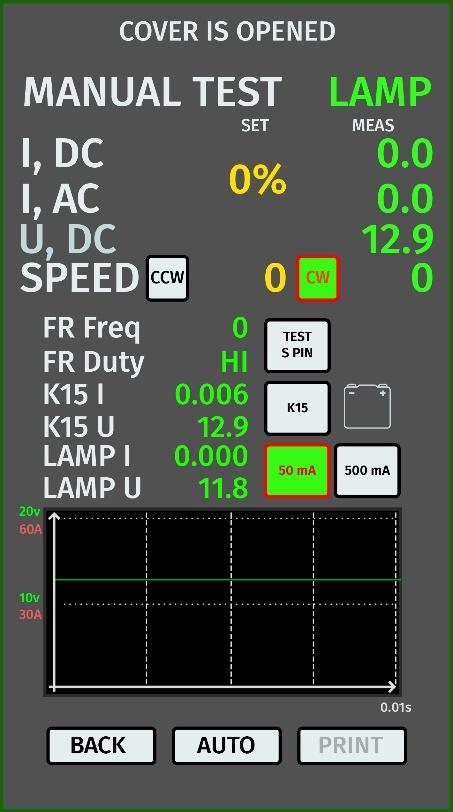 COVER IS OPENED
MANUAL TEST LAMP
SET MEAS
I, DC 0.0
0%
I, AC 0.0
U, DC 12.9
SPEED CCW 0 CW 0
FR Freq 0
TEST
S PIN
FR Duty HI
K15 I 0.006
K15
K15 U 12.9
LAMP I 0.000
50 mA 500 mA
LAMP U 11.8
20v
60A
10v
30A
0.01s
BACK AUTO PRINT